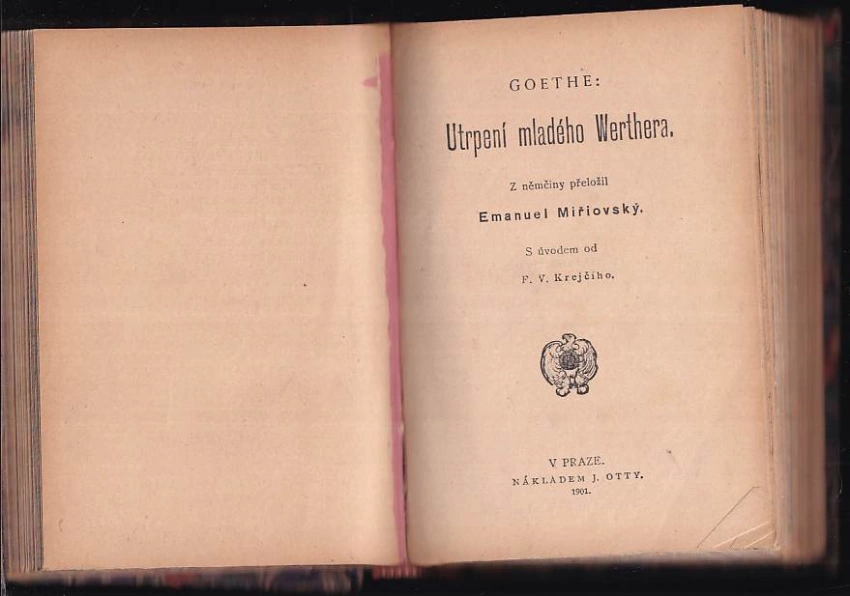 GOETHE:
Utrpení mladého Werthera.
Z němčiny přeložil
Emanuel Miřiovský.
S úvodem od
F. V. Krejčího.
V PRAZE.
NÁKLADEM J. OTTY.
1901.